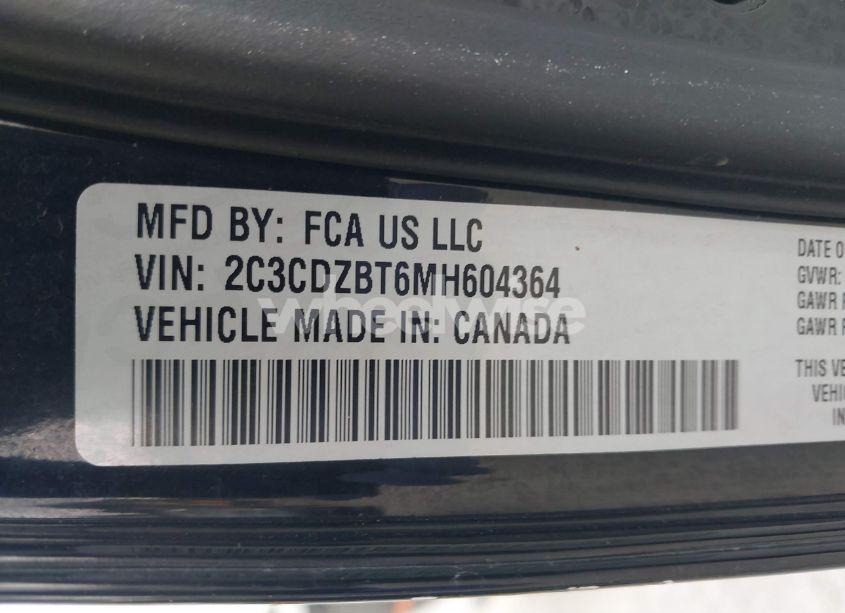 MFD BY: FCA US LLC
VIN: 2C3CDZBT6MH604364
VEHICLE MADE IN: CANADA
wheelwise
DATE O
GVWR:
GAWR
GAWR
THIS VE
VEHI
IN